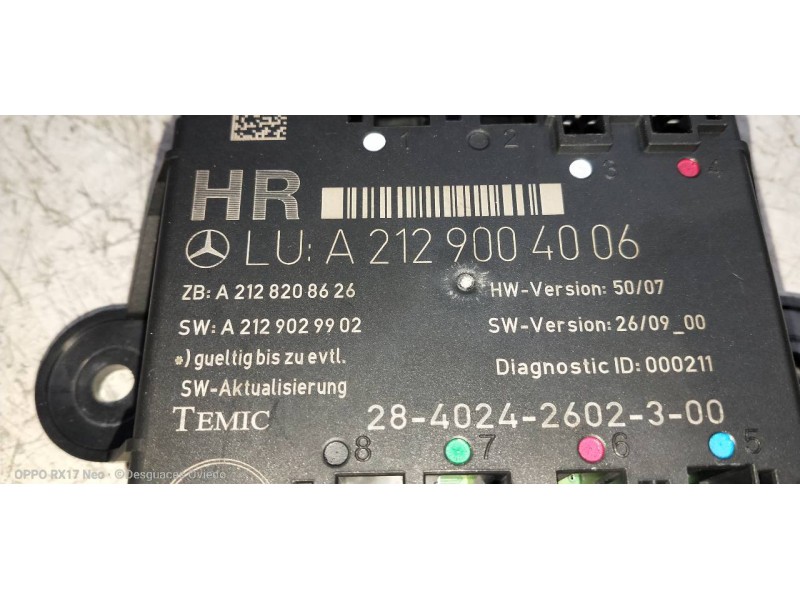 1 2 3 4
HR
LU: A 212 900 40 06
ZB: A 212 820 86 26
HW-Version: 50/07
SW: A 212 902 99 02
SW-Version: 26/09_00
*) gueltig bis zu evtl.
SW-Aktualisierung
Diagnostic ID: 000211
TEMIC
28-4024-2602-3-00
8 7 6 5
OPPO RX17 Neo • ©Desguace Oviedo